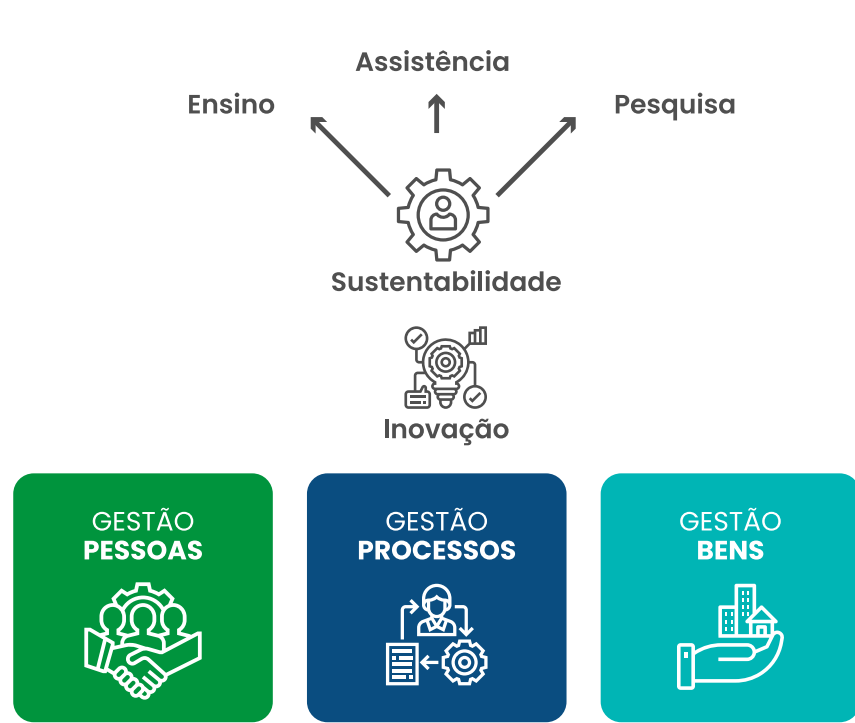 Assistência
Ensino
Pesquisa
Sustentabilidade
Inovação
GESTÃO
PESSOAS
GESTÃO
PROCESSOS
GESTÃO
BENS